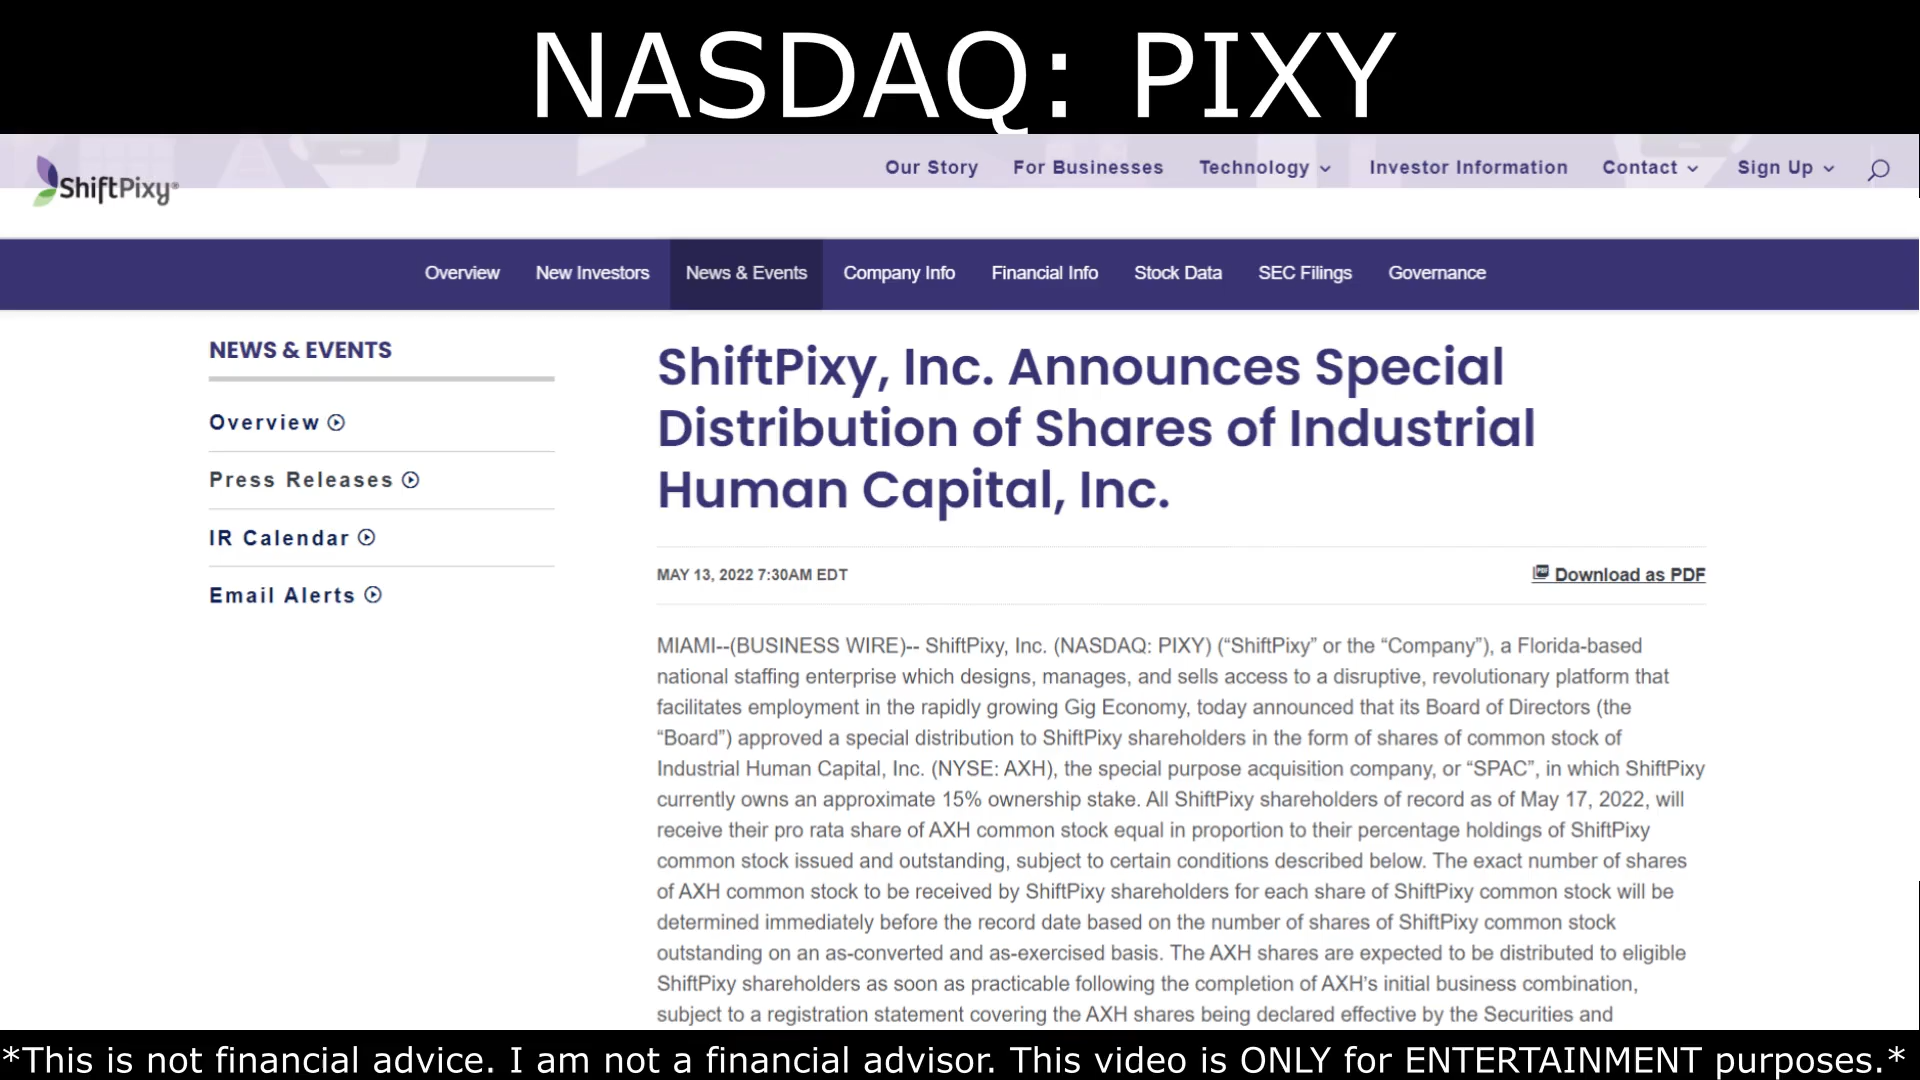 NASDAQ: PIXY
ShiftPixy®
Our Story For Businesses Technology Investor Information Contact Sign Up
Overview New Investors News & Events Company Info Financial Info Stock Data SEC Filings Governance
NEWS & EVENTS
Overview
Press Releases
IR Calendar
Email Alerts
ShiftPixy, Inc. Announces Special
Distribution of Shares of Industrial
Human Capital, Inc.
MAY 13, 2022 7:30AM EDT
Download as PDF
MIAMI--(BUSINESS WIRE)-- ShiftPixy, Inc. (NASDAQ: PIXY) (“ShiftPixy” or the “Company”), a Florida-based
national staffing enterprise which designs, manages, and sells access to a disruptive, revolutionary platform that
facilitates employment in the rapidly growing Gig Economy, today announced that its Board of Directors (the
“Board”) approved a special distribution to ShiftPixy shareholders in the form of shares of common stock of
Industrial Human Capital, Inc. (NYSE: AXH), the special purpose acquisition company, or “SPAC”, in which ShiftPixy
currently owns an approximate 15% ownership stake. All ShiftPixy shareholders of record as of May 17, 2022, will
receive their pro rata share of AXH common stock equal in proportion to their percentage holdings of ShiftPixy
common stock issued and outstanding, subject to certain conditions described below. The exact number of shares
of AXH common stock to be received by ShiftPixy shareholders for each share of ShiftPixy common stock will be
determined immediately before the record date based on the number of shares of ShiftPixy common stock
outstanding on an as-converted and as-exercised basis. The AXH shares are expected to be distributed to eligible
ShiftPixy shareholders as soon as practicable following the completion of AXH's initial business combination,
subject to a registration statement covering the AXH shares being declared effective by the Securities and
*This is not financial advice. I am not a financial advisor. This video is ONLY for ENTERTAINMENT purposes.*